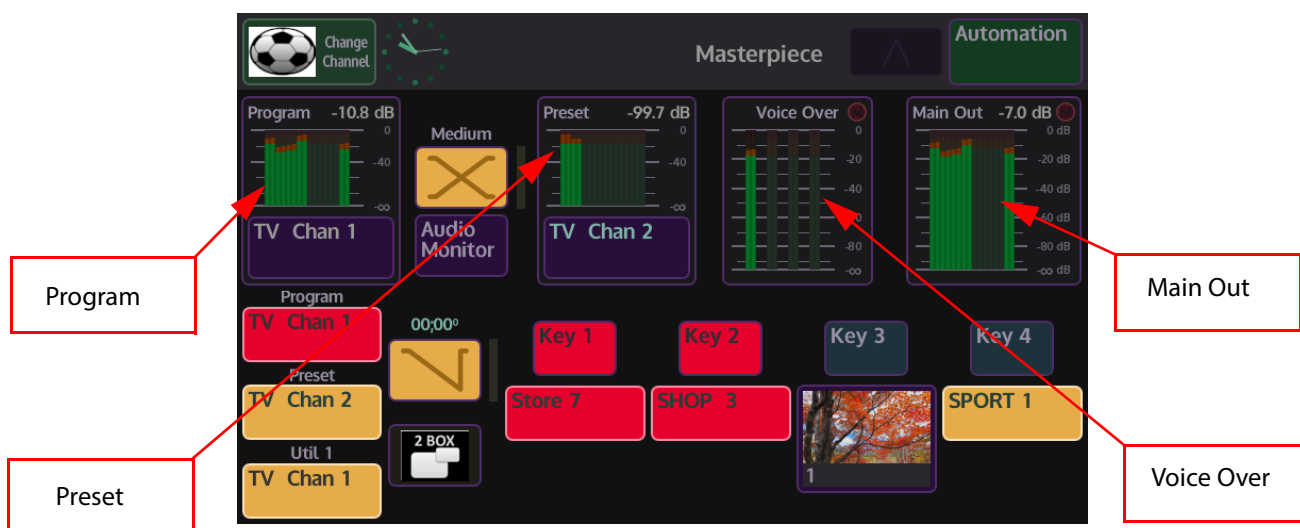 Change
Channel
Masterpiece
Automation
Program -10.8 dB
0
-40
-∞
TV Chan 1
Medium
Audio
Monitor
Preset -99.7 dB
0
-40
-∞
TV Chan 2
Voice Over
0
-20
-40
-80
-∞
Main Out -7.0 dB
0 dB
-20 dB
-40 dB
-60 dB
-80 dB
-∞ dB
Program
Main Out
Program
TV Chan 1
00;00⁰
Key 1
Key 2
Key 3
Key 4
Preset
TV Chan 2
Store 7
SHOP 3
SPORT 1
2 BOX
1
Util 1
TV Chan 1
Preset
Voice Over